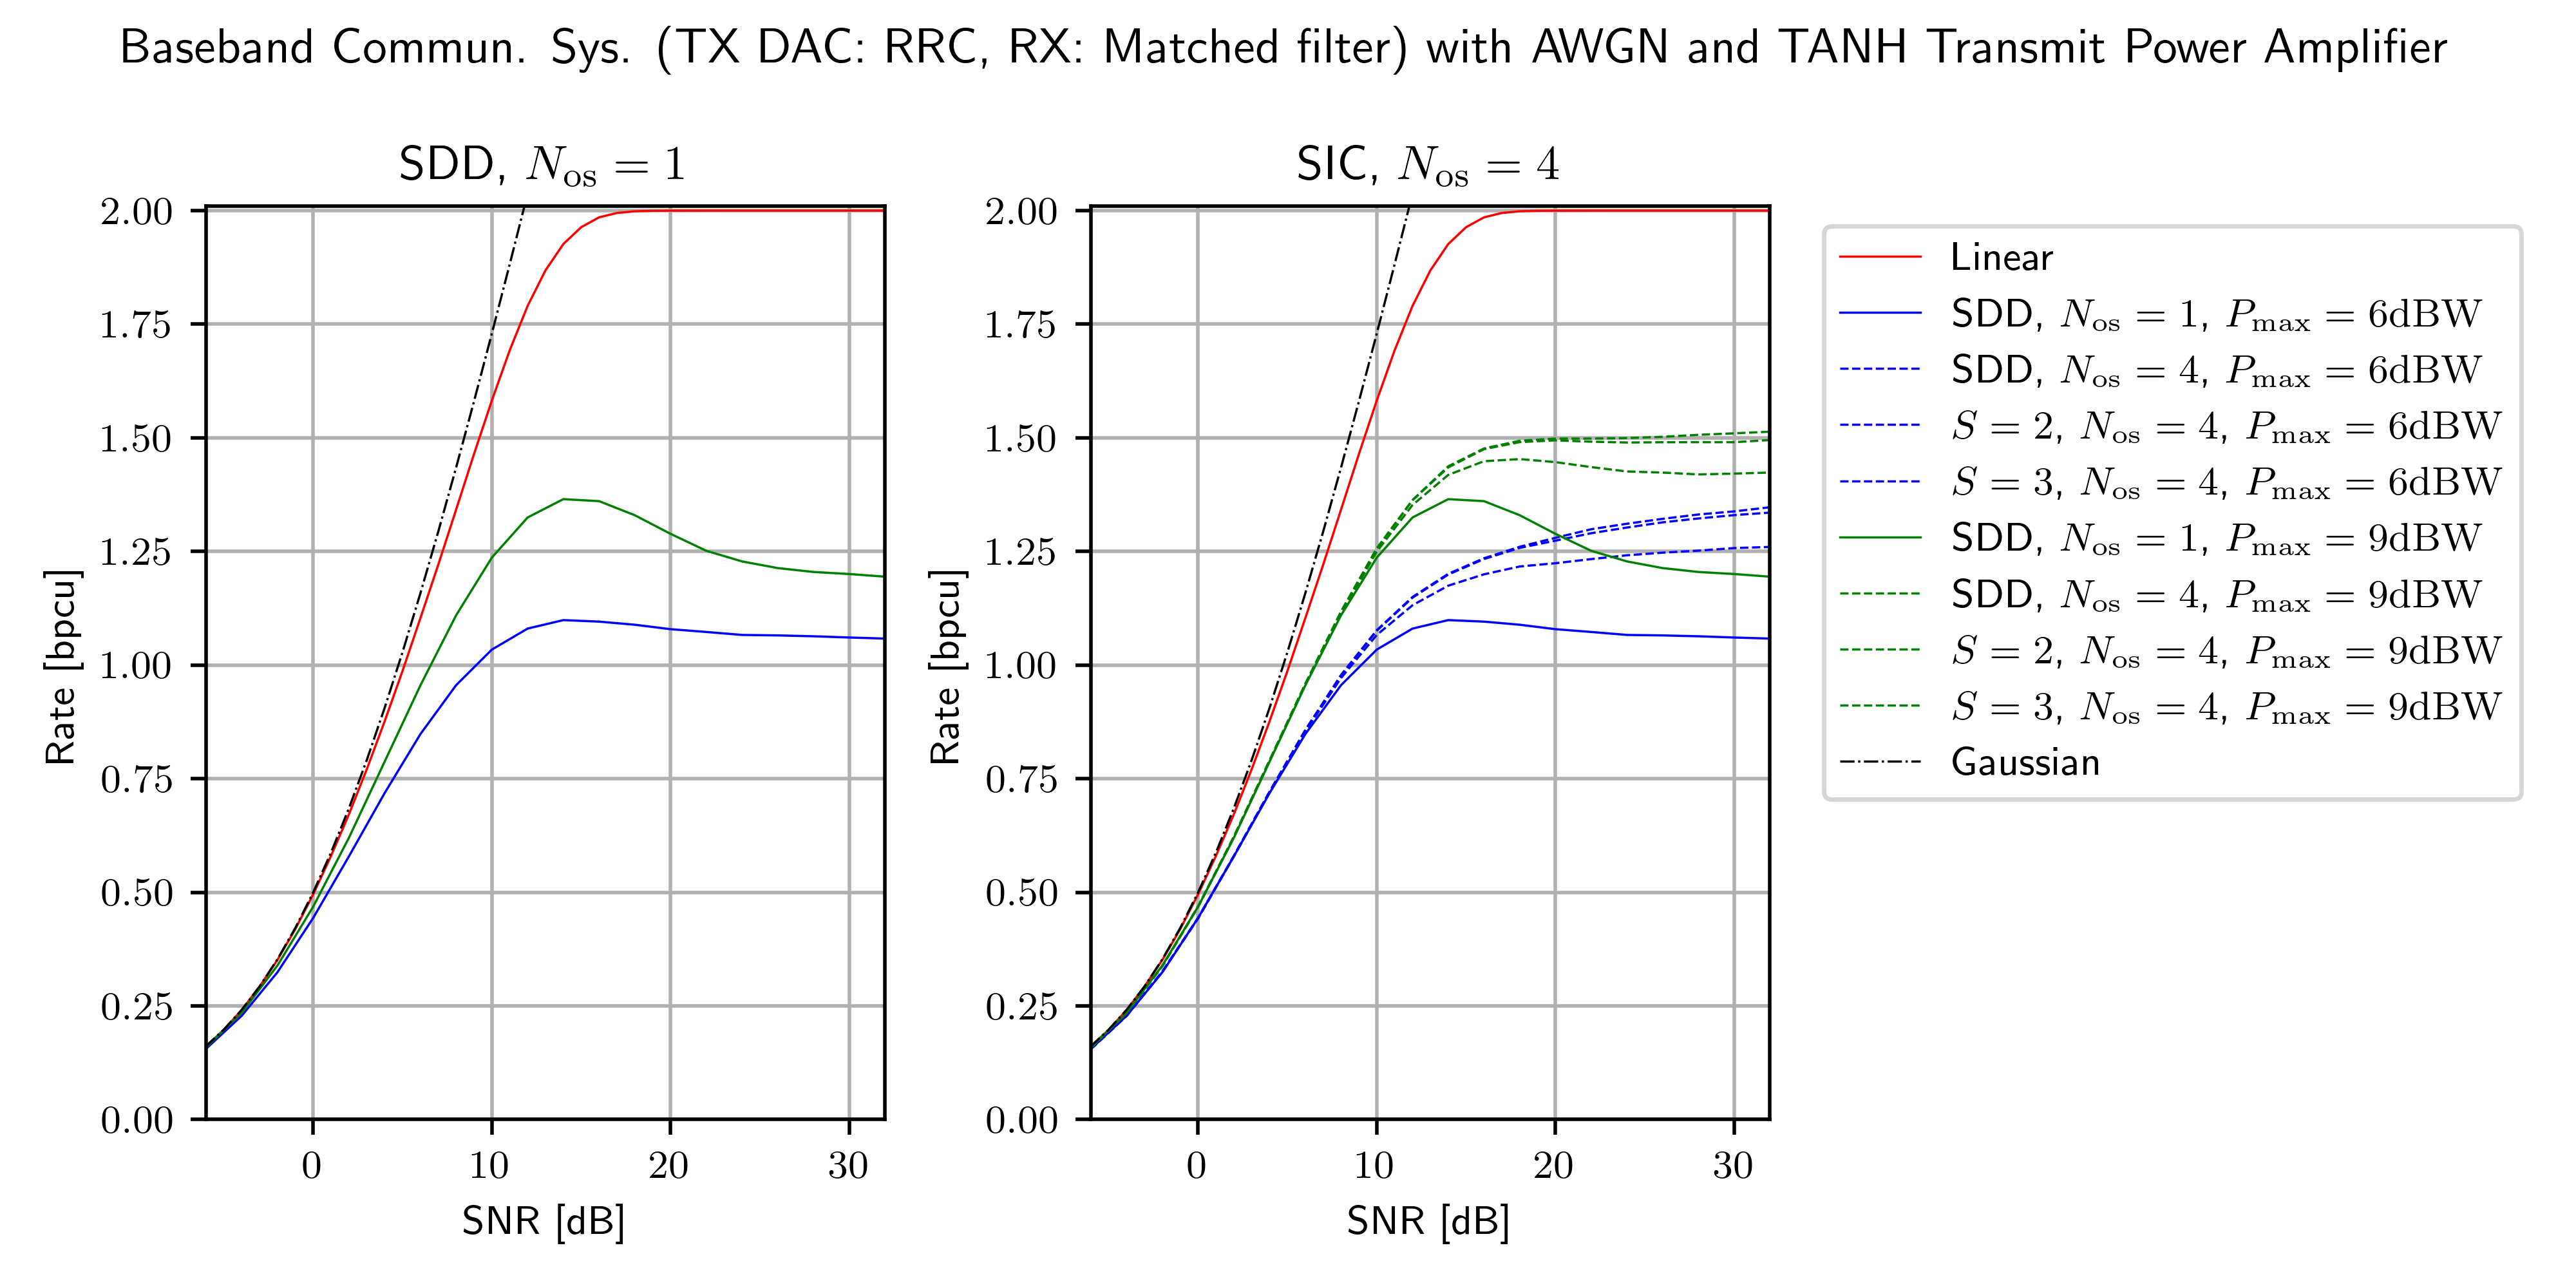 Baseband Commun. Sys. (TX DAC: RRC, RX: Matched filter) with AWGN and TANH Transmit Power Amplifier
SDD, N_os = 1
2.00
1.75
1.50
1.25
1.00
0.75
0.50
0.25
0.00
Rate [bpcu]
0 10 20 30
SNR [dB]
SIC, N_os = 4
2.00
1.75
1.50
1.25
1.00
0.75
0.50
0.25
0.00
Rate [bpcu]
0 10 20 30
SNR [dB]
Linear
SDD, N_os = 1, P_max = 6dBW
SDD, N_os = 4, P_max = 6dBW
S = 2, N_os = 4, P_max = 6dBW
S = 3, N_os = 4, P_max = 6dBW
SDD, N_os = 1, P_max = 9dBW
SDD, N_os = 4, P_max = 9dBW
S = 2, N_os = 4, P_max = 9dBW
S = 3, N_os = 4, P_max = 9dBW
Gaussian